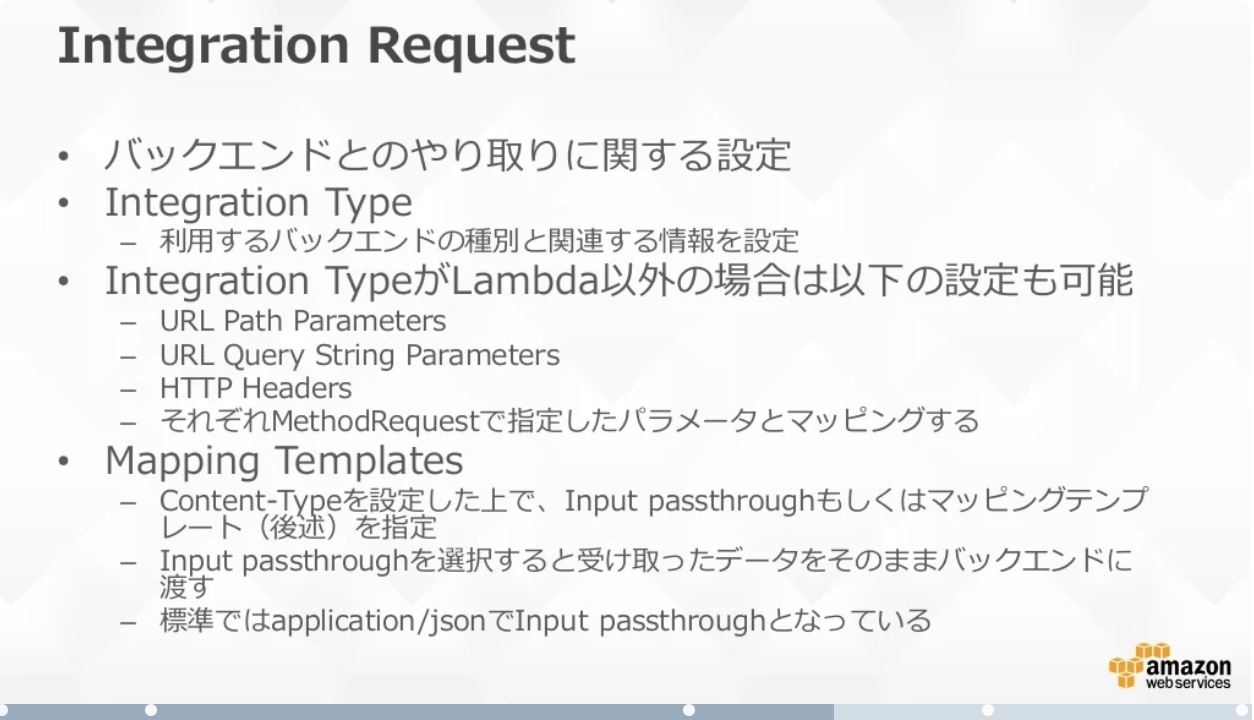 Integration Request
• バックエンドとのやり取りに関する設定
• Integration Type
– 利用するバックエンドの種別と関連する情報を設定
• Integration TypeがLambda以外の場合は以下の設定も可能
– URL Path Parameters
– URL Query String Parameters
– HTTP Headers
– それぞれMethodRequestで指定したパラメータとマッピングする
• Mapping Templates
– Content-Typeを設定した上で、Input passthroughもしくはマッピングテンプ
レート（後述）を指定
– Input passthroughを選択すると受け取ったデータをそのままバックエンドに
渡す
– 標準ではapplication/jsonでInput passthroughとなっている
amazon
web services